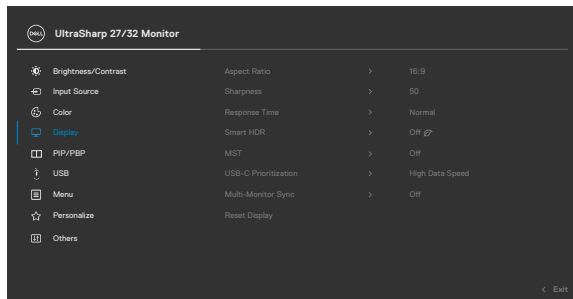 DELL UltraSharp 27/32 Monitor
Brightness/Contrast Aspect Ratio > 16:9
Input Source Sharpness > 50
Color Response Time > Normal
Display Smart HDR > Off
PIP/PBP MST > Off
USB USB-C Prioritization > High Data Speed
Menu Multi-Monitor Sync > Off
Personalize Reset Display
Others
< Exit